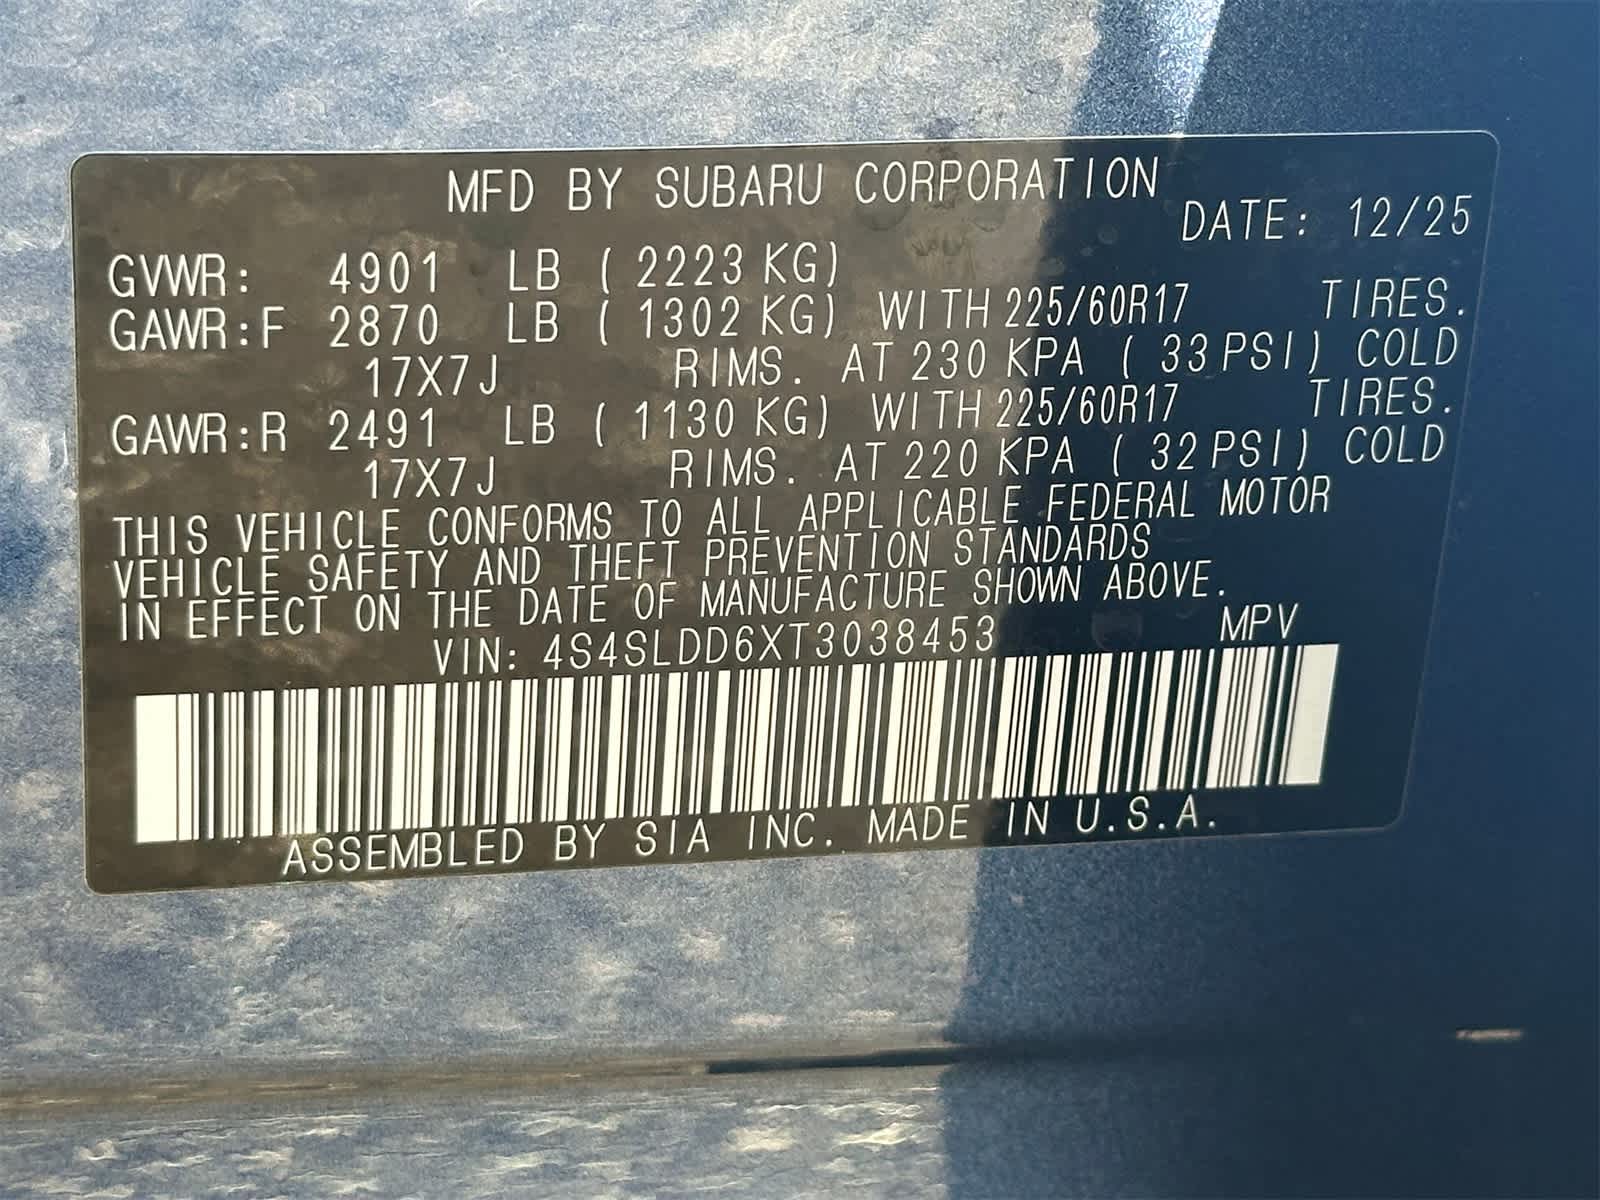 MFD BY SUBARU CORPORATION
DATE: 12/25
GVWR: 4901 LB ( 2223 KG)
GAWR:F 2870 LB ( 1302 KG) WITH 225/60R17 TIRES.
17X7J RIMS. AT 230 KPA ( 33 PSI) COLD
GAWR:R 2491 LB ( 1130 KG) WITH 225/60R17 TIRES.
17X7J RIMS. AT 220 KPA ( 32 PSI) COLD
THIS VEHICLE CONFORMS TO ALL APPLICABLE FEDERAL MOTOR
VEHICLE SAFETY AND THEFT PREVENTION STANDARDS
IN EFFECT ON THE DATE OF MANUFACTURE SHOWN ABOVE.
VIN: 4S4SLDD6XT3038453 MPV
ASSEMBLED BY SIA INC. MADE IN U.S.A.